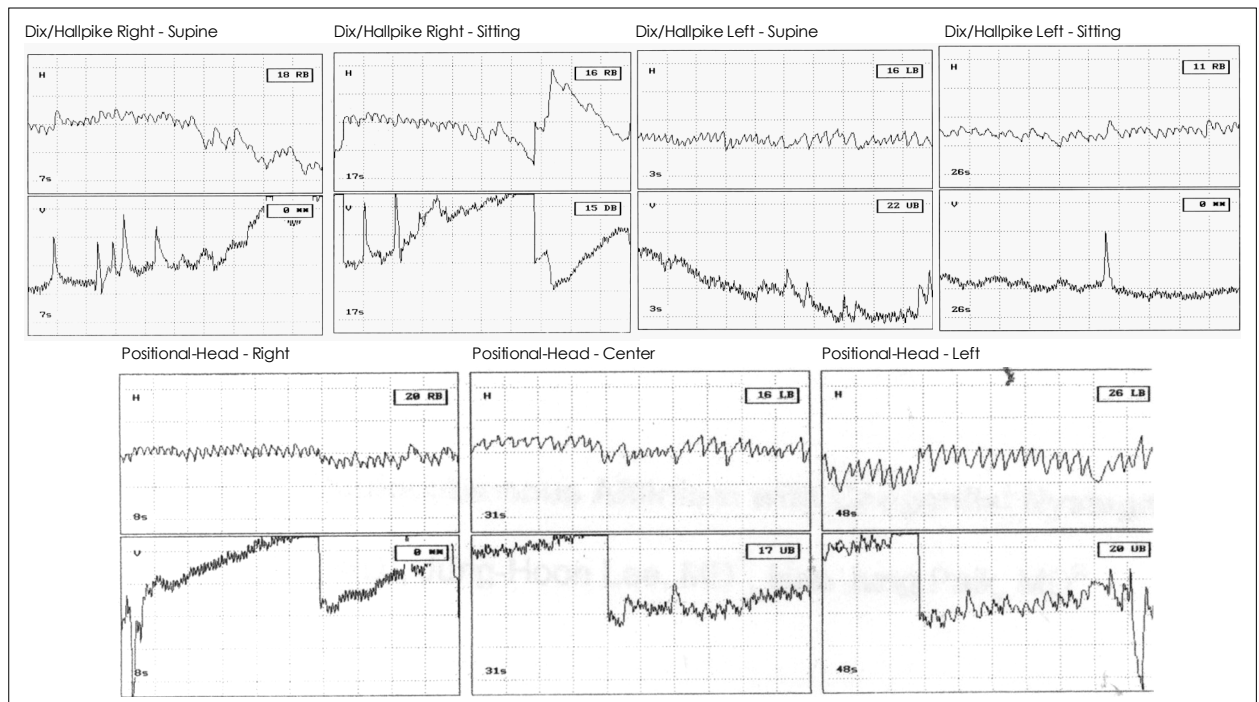 Dix/Hallpike Right - Supine
Dix/Hallpike Right - Sitting
Dix/Hallpike Left - Supine
Dix/Hallpike Left - Sitting
H
18 RB
7s
H
16 RB
17s
H
16 LB
3s
H
11 RB
26s
V
0 **
7s
V
15 DB
17s
V
22 UB
3s
V
0 **
26s
Positional-Head - Right
Positional-Head - Center
Positional-Head - Left
H
20 RB
8s
H
16 LB
31s
H
26 LB
48s
V
0 **
8s
17 UB
31s
20 UB
48s